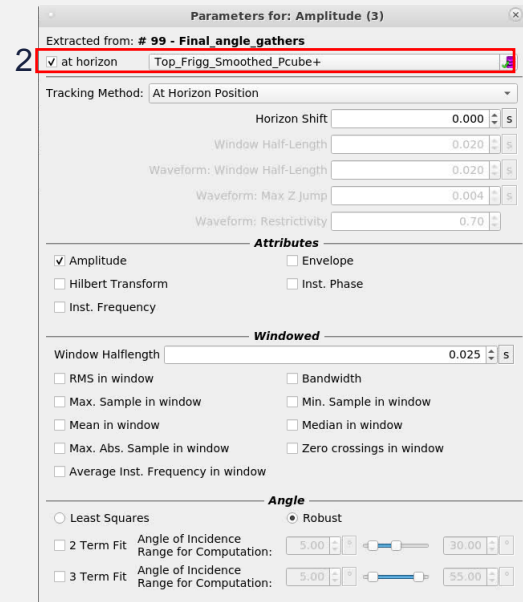 Parameters for: Amplitude (3)
Extracted from: # 99 - Final_angle_gathers
2
at horizon Top_Frigg_Smoothed_Pcube+
Tracking Method: At Horizon Position
Horizon Shift 0.000 s
Window Half-Length 0.020 s
Waveform: Window Half-Length 0.020 s
Waveform: Max Z Jump 0.004 s
Waveform: Restrictivity 0.70
Attributes
Amplitude Envelope
Hilbert Transform Inst. Phase
Inst. Frequency
Windowed
Window Halflength 0.025 s
RMS in window Bandwidth
Max. Sample in window Min. Sample in window
Mean in window Median in window
Max. Abs. Sample in window Zero crossings in window
Average Inst. Frequency in window
Angle
Least Squares Robust
2 Term Fit Angle of Incidence
Range for Computation: 5.00 ° 30.00 °
3 Term Fit Angle of Incidence
Range for Computation: 5.00 ° 55.00 °